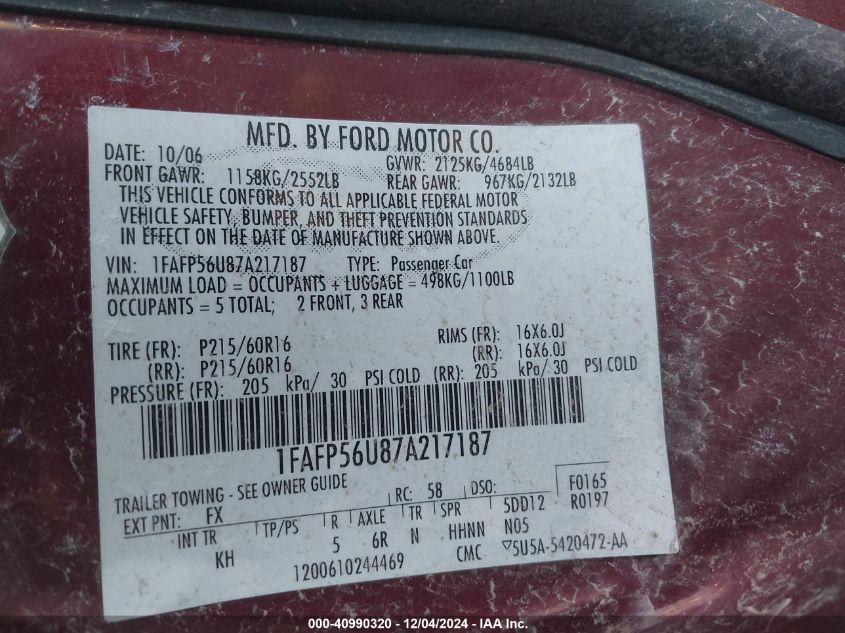 MFD. BY FORD MOTOR CO.
DATE: 10/06 GVWR: 2125KG/4684LB
FRONT GAWR: 1158KG/2552LB REAR GAWR: 967KG/2132LB
THIS VEHICLE CONFORMS TO ALL APPLICABLE FEDERAL MOTOR
VEHICLE SAFETY, BUMPER, AND THEFT PREVENTION STANDARDS
IN EFFECT ON THE DATE OF MANUFACTURE SHOWN ABOVE.
VIN: 1FAFP56U87A217187 TYPE: Passenger Car
MAXIMUM LOAD = OCCUPANTS + LUGGAGE = 498KG/1100LB
OCCUPANTS = 5 TOTAL; 2 FRONT, 3 REAR
TIRE (FR): P215/60R16 RIMS (FR): 16X6.0J
(RR): P215/60R16 (RR): 16X6.0J
PRESSURE (FR): 205 kPa/ 30 PSI COLD (RR): 205 kPa/ 30 PSI COLD
1FAFP56U87A217187
TRAILER TOWING - SEE OWNER GUIDE
RC: 58 DSO: F0165
EXT PNT: FX 5DD12 R0197
INT TR TP/PS R AXLE TR SPR N05
KH 5 6R N HHNN
1200610244469 CMC ▽5U5A-5420472-AA
000-40990320 - 12/04/2024 - IAA Inc.